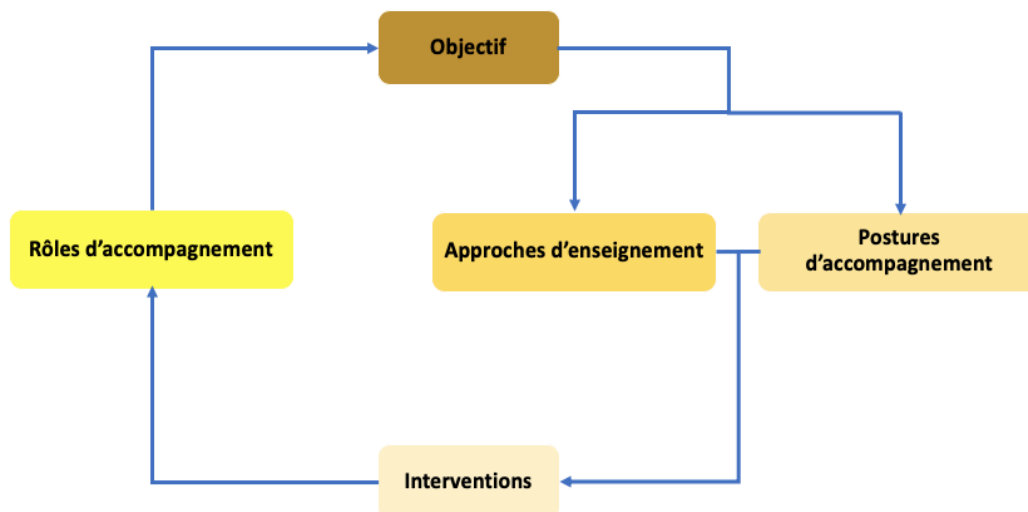 Objectif
Rôles d’accompagnement
Approches d’enseignement
Postures
d’accompagnement
Interventions